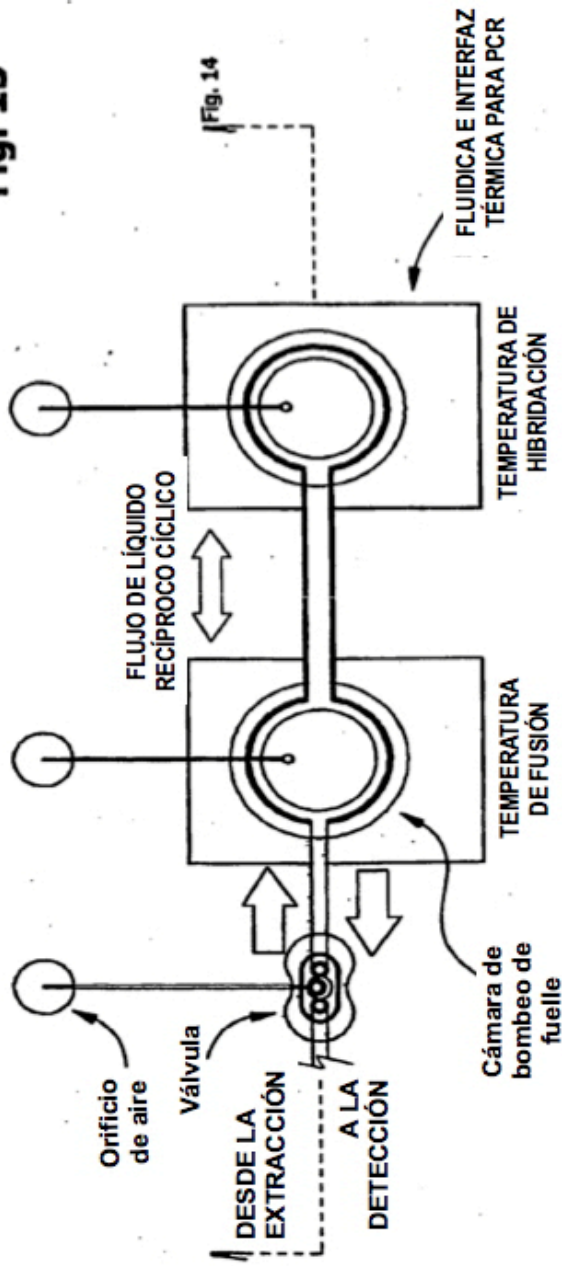 Fig.
Fig. 14
FLUIDICA E INTERFAZ
TÉRMICA PARA PCR
FLUJO DE LÍQUIDO
RECÍPROCO CÍCLICO
TEMPERATURA DE
HIBRIDACIÓN
TEMPERATURA
DE FUSIÓN
Orificio
de aire
Válvula
DESDE LA
EXTRACCIÓN
A LA
DETECCIÓN
Cámara de
bombeo de
fuelle